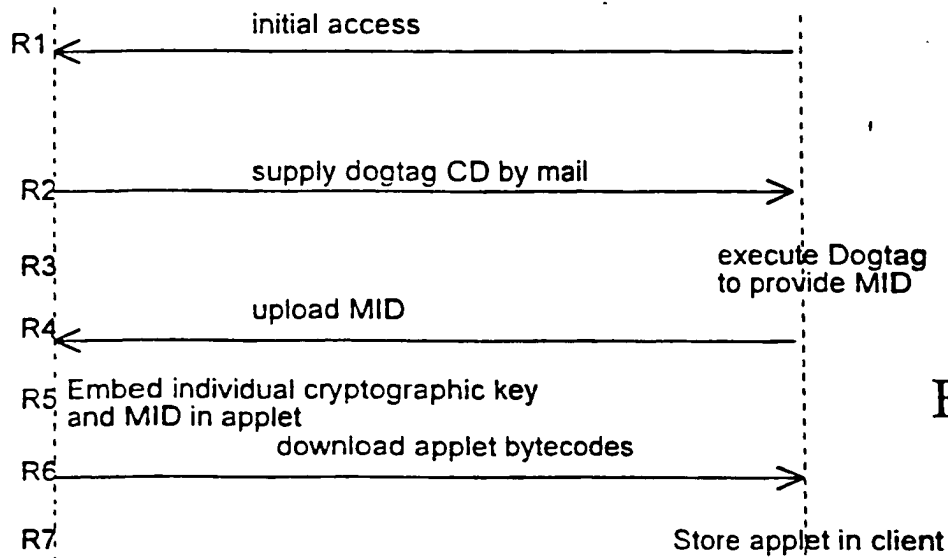 R1 initial access
R2 supply dogtag CD by mail
R3 execute Dogtag
to provide MID
R4 upload MID
R5 Embed individual cryptographic key
and MID in applet
R6 download applet bytecodes
R7 Store applet in client